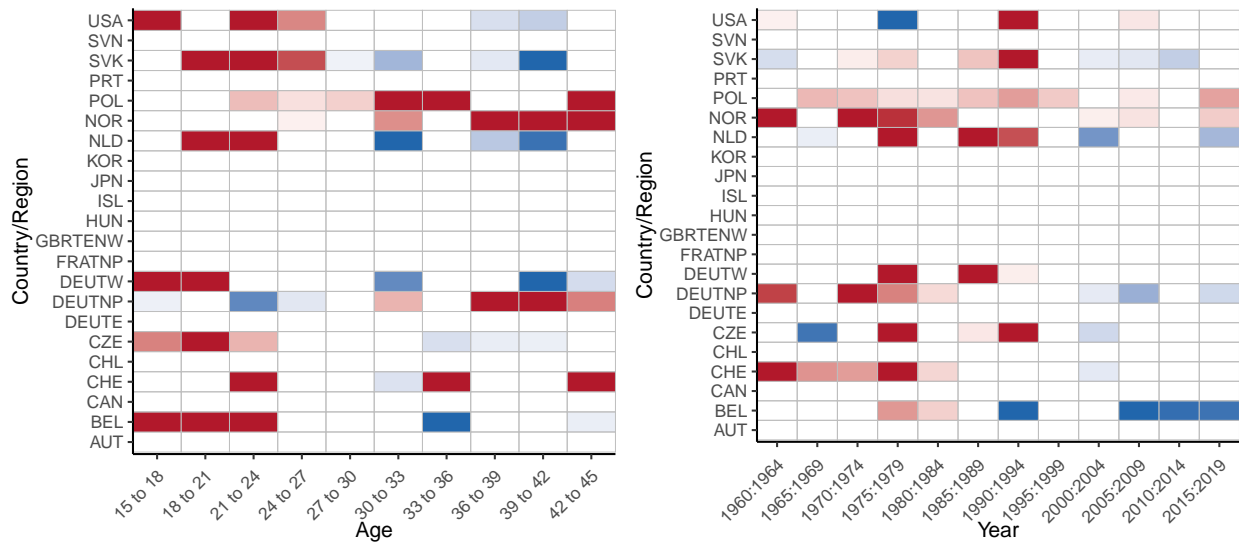 USA
SVN
SVK
PRT
POL
NOR
NLD
KOR
JPN
ISL
HUN
GBRTENW
FRATNP
DEUTW
DEUTNP
DEUTE
CZE
CHL
CHE
CAN
BEL
AUT
Country/Region
15 to 18
18 to 21
21 to 24
24 to 27
27 to 30
30 to 33
33 to 36
36 to 39
39 to 42
42 to 45
Age
USA
SVN
SVK
PRT
POL
NOR
NLD
KOR
JPN
ISL
HUN
GBRTENW
FRATNP
DEUTW
DEUTNP
DEUTE
CZE
CHL
CHE
CAN
BEL
AUT
Country/Region
1960:1964
1965:1969
1970:1974
1975:1979
1980:1984
1985:1989
1990:1994
1995:1999
2000:2004
2005:2009
2010:2014
2015:2019
Year